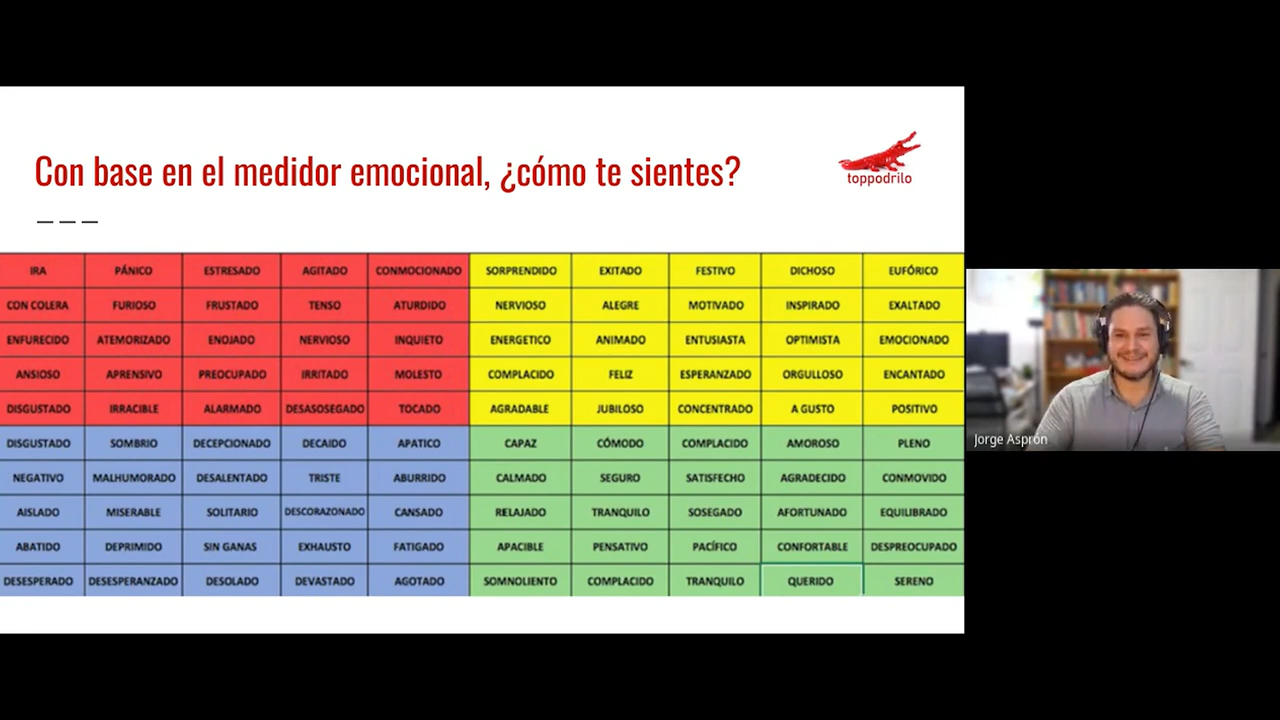 Con base en el medidor emocional, ¿cómo te sientes?
toppodrilo
IRA PÁNICO ESTRESADO AGITADO CONMOCIONADO SORPRENDIDO EXITADO FESTIVO DICHOSO EUFÓRICO
CON COLERA FURIOSO FRUSTADO TENSO ATURDIDO NERVIOSO ALEGRE MOTIVADO INSPIRADO EXALTADO
ENFURECIDO ATEMORIZADO ENOJADO NERVIOSO INQUIETO ENERGETICO ANIMADO ENTUSIASTA OPTIMISTA EMOCIONADO
ANSIOSO APRENSIVO PREOCUPADO IRRITADO MOLESTO COMPLACIDO FELIZ ESPERANZADO ORGULLOSO ENCANTADO
DISGUSTADO IRRACIBLE ALARMADO DESASOSEGADO TOCADO AGRADABLE JUBILOSO CONCENTRADO A GUSTO POSITIVO
DISGUSTADO SOMBRIO DECEPCIONADO DECAIDO APATICO CAPAZ CÓMODO COMPLACIDO AMOROSO PLENO
NEGATIVO MALHUMORADO DESALENTADO TRISTE ABURRIDO CALMADO SEGURO SATISFECHO AGRADECIDO CONMOVIDO
AISLADO MISERABLE SOLITARIO DESCORAZONADO CANSADO RELAJADO TRANQUILO SOSEGADO AFORTUNADO EQUILIBRADO
ABATIDO DEPRIMIDO SIN GANAS EXHAUSTO FATIGADO APACIBLE PENSATIVO PACÍFICO CONFORTABLE DESPREOCUPADO
DESESPERADO DESESPERANZADO DESOLADO DEVASTADO AGOTADO SOMNOLIENTO COMPLACIDO TRANQUILO QUERIDO SERENO
Jorge Asprón